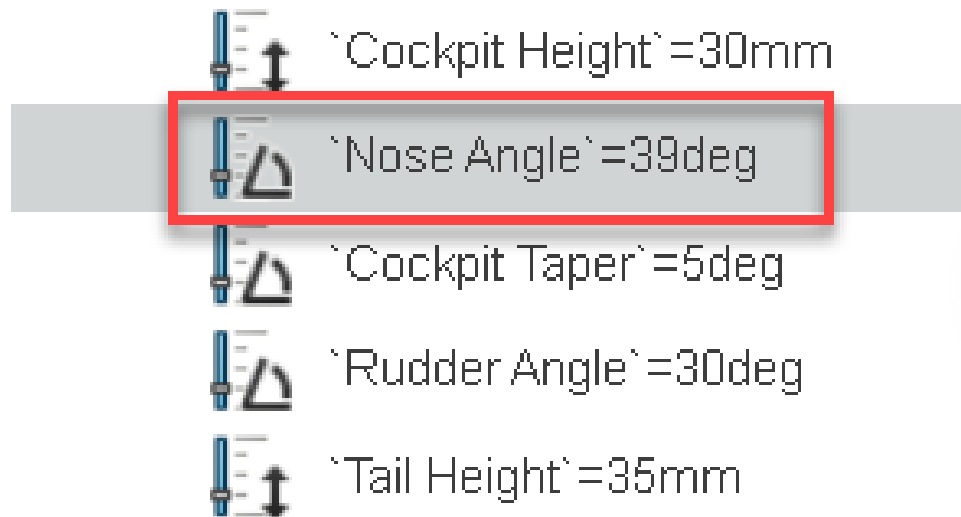 `Cockpit Height`=30mm
`Nose Angle`=39deg
`Cockpit Taper`=5deg
`Rudder Angle`=30deg
`Tail Height`=35mm